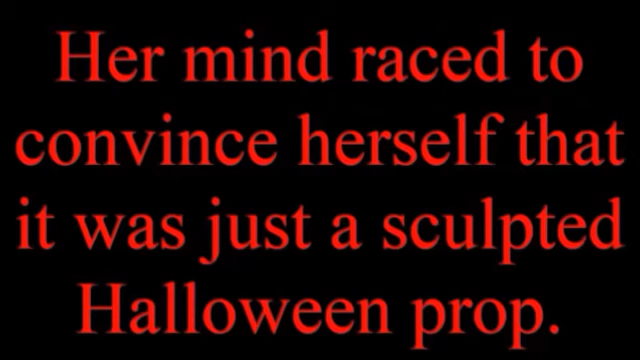 Her mind raced to
convince herself that
it was just a sculpted
Halloween prop.